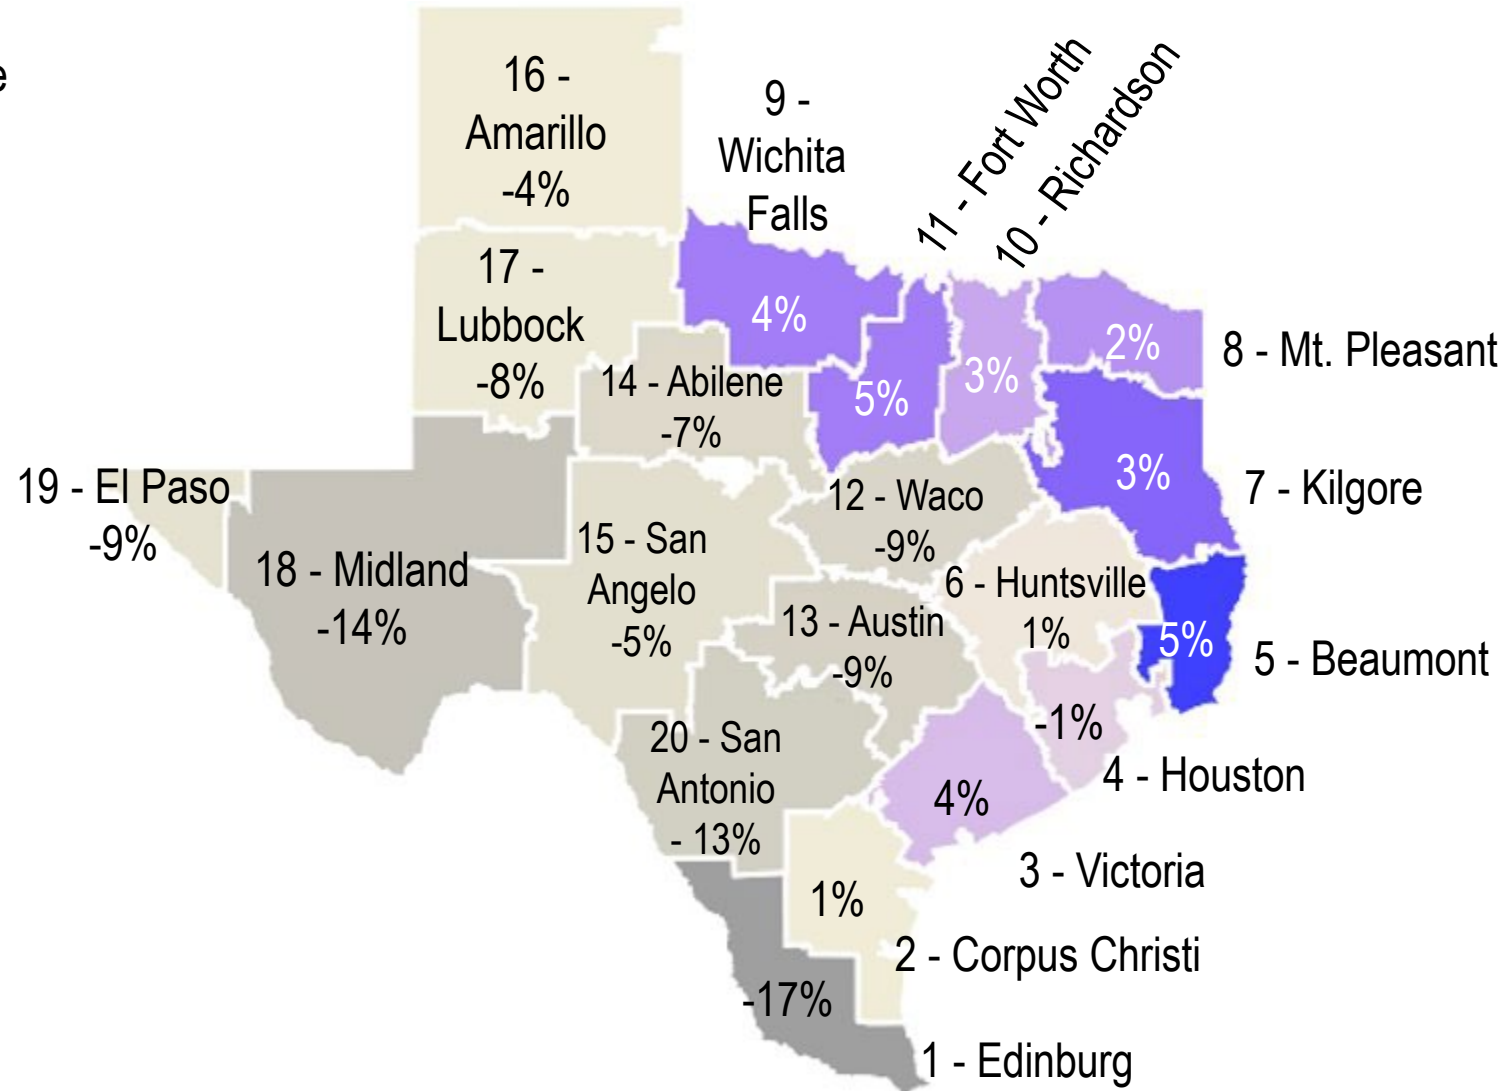 e
16 -
Amarillo
-4%
9 -
Wichita
Falls
4%
11 - Fort Worth
5%
10 - Richardson
3%
2%
8 - Mt. Pleasant
17 -
Lubbock
-8%
14 - Abilene
-7%
3%
7 - Kilgore
19 - El Paso
-9%
18 - Midland
-14%
15 - San
Angelo
-5%
12 - Waco
-9%
13 - Austin
-9%
6 - Huntsville
1%
5%
5 - Beaumont
-1%
4 - Houston
20 - San
Antonio
- 13%
4%
3 - Victoria
1%
2 - Corpus Christi
-17%
1 - Edinburg